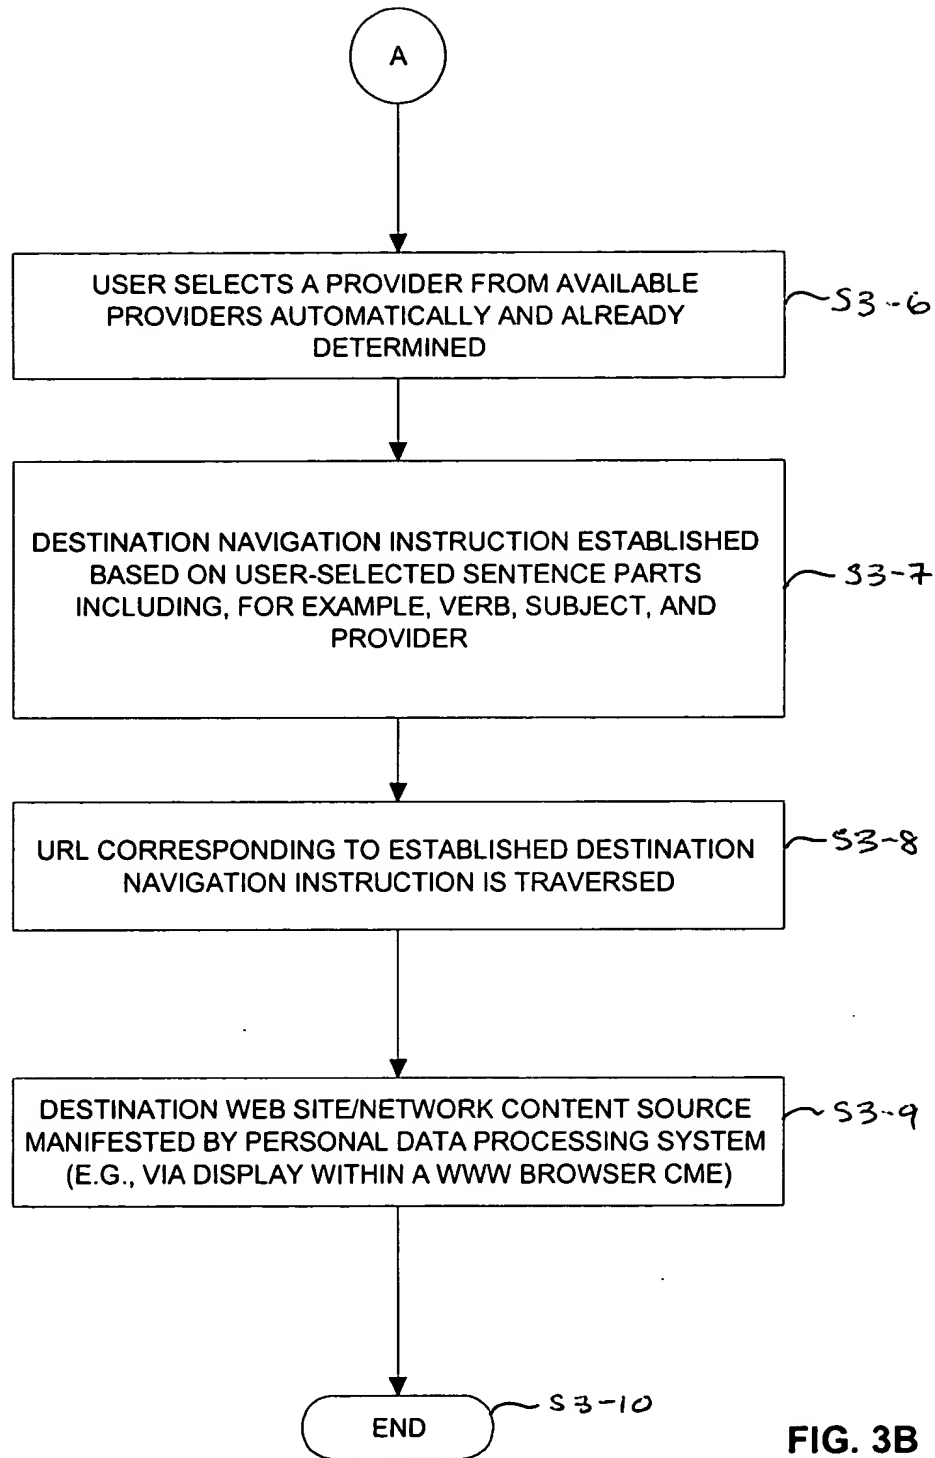 A
USER SELECTS A PROVIDER FROM AVAILABLE
PROVIDERS AUTOMATICALLY AND ALREADY
DETERMINED
S3-6
DESTINATION NAVIGATION INSTRUCTION ESTABLISHED
BASED ON USER-SELECTED SENTENCE PARTS
INCLUDING, FOR EXAMPLE, VERB, SUBJECT, AND
PROVIDER
S3-7
URL CORRESPONDING TO ESTABLISHED DESTINATION
NAVIGATION INSTRUCTION IS TRAVERSED
S3-8
DESTINATION WEB SITE/NETWORK CONTENT SOURCE
MANIFESTED BY PERSONAL DATA PROCESSING SYSTEM
(E.G., VIA DISPLAY WITHIN A WWW BROWSER CME)
S3-9
END
S3-10
FIG. 3B